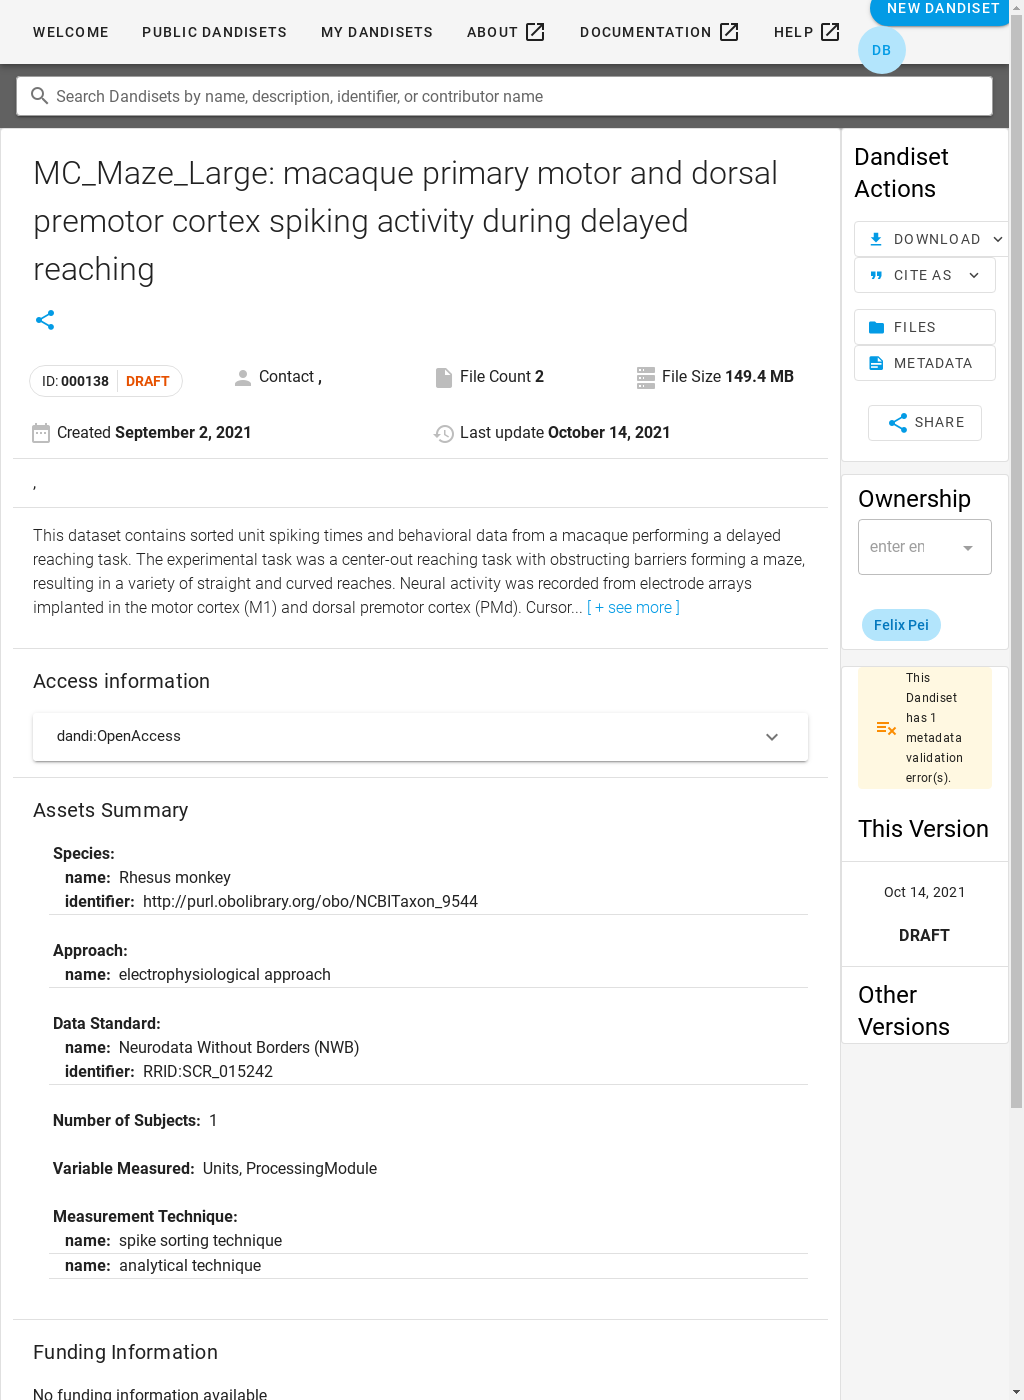 WELCOME PUBLIC DANDISETS MY DANDISETS ABOUT DOCUMENTATION HELP NEW DANDISET
DB
Search Dandisets by name, description, identifier, or contributor name
MC_Maze_Large: macaque primary motor and dorsal
premotor cortex spiking activity during delayed
reaching
ID: 000138 DRAFT
Contact ,
File Count 2
File Size 149.4 MB
Created September 2, 2021
Last update October 14, 2021
,
This dataset contains sorted unit spiking times and behavioral data from a macaque performing a delayed
reaching task. The experimental task was a center-out reaching task with obstructing barriers forming a maze,
resulting in a variety of straight and curved reaches. Neural activity was recorded from electrode arrays
implanted in the motor cortex (M1) and dorsal premotor cortex (PMd). Cursor... [ + see more ]
Access information
dandi:OpenAccess
Assets Summary
Species:
name: Rhesus monkey
identifier: http://purl.obolibrary.org/obo/NCBITaxon_9544
Approach:
name: electrophysiological approach
Data Standard:
name: Neurodata Without Borders (NWB)
identifier: RRID:SCR_015242
Number of Subjects: 1
Variable Measured: Units, ProcessingModule
Measurement Technique:
name: spike sorting technique
name: analytical technique
Funding Information
No funding information available
Dandiset
Actions
DOWNLOAD
CITE AS
FILES
METADATA
SHARE
Ownership
enter en
Felix Pei
This
Dandiset
has 1
metadata
validation
error(s).
This Version
Oct 14, 2021
DRAFT
Other
Versions